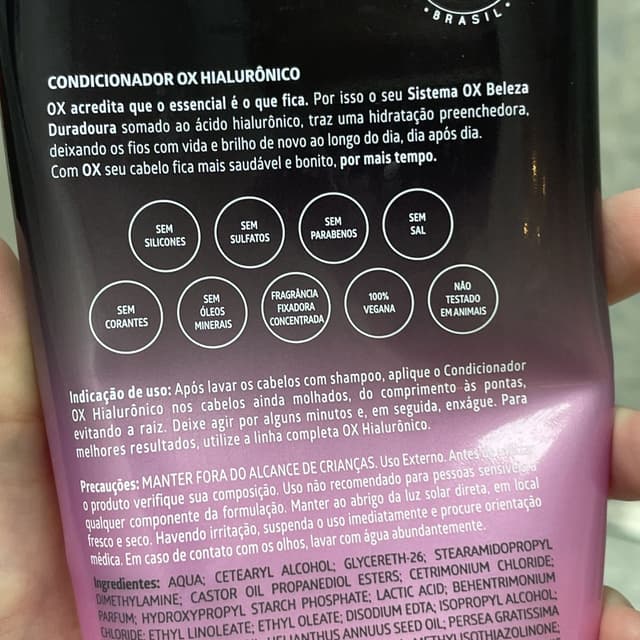 BRASIL
CONDICIONADOR OX HIALURÔNICO
OX acredita que o essencial é o que fica. Por isso o seu Sistema OX Beleza
Duradoura somado ao ácido hialurônico, traz uma hidratação preenchedora,
deixando os fios com vida e brilho de novo ao longo do dia, dia após dia.
Com OX seu cabelo fica mais saudável e bonito, por mais tempo.
SEM
SILICONES
SEM
SULFATOS
SEM
PARABENOS
SEM
SAL
SEM
CORANTES
SEM
ÓLEOS
MINERAIS
FRAGRÂNCIA
FIXADORA
CONCENTRADA
100%
VEGANA
NÃO
TESTADO
EM ANIMAIS
Indicação de uso: Após lavar os cabelos com shampoo, aplique o Condicionador
OX Hialurônico nos cabelos ainda molhados, do comprimento às pontas,
evitando a raiz. Deixe agir por alguns minutos e, em seguida, enxágue. Para
melhores resultados, utilize a linha completa OX Hialurônico.
Precauções: MANTER FORA DO ALCANCE DE CRIANÇAS. Uso Externo. Antes
o produto verifique sua composição. Uso não recomendado para pessoas sensíveis a
qualquer componente da formulação. Manter ao abrigo da luz solar direta, em local
fresco e seco. Havendo irritação, suspenda o uso imediatamente e procure orientação
médica. Em caso de contato com os olhos, lavar com água abundantemente.
Ingredientes: AQUA; CETEARYL ALCOHOL; GLYCERETH-26; STEARAMIDOPROPYL
DIMETHYLAMINE; CASTOR OIL PROPANEDIOL ESTERS; CETRIMONIUM CHLORIDE;
PARFUM; HYDROXYPROPYL STARCH PHOSPHATE; LACTIC ACID; BEHENTRIMONIUM
CHLORIDE; ETHYL LINOLEATE; ETHYL OLEATE; DISODIUM EDTA; ISOPROPYL ALCOHOL;
HELIANTHUS ANNUUS SEED OIL; PERSEA GRATISSIMA